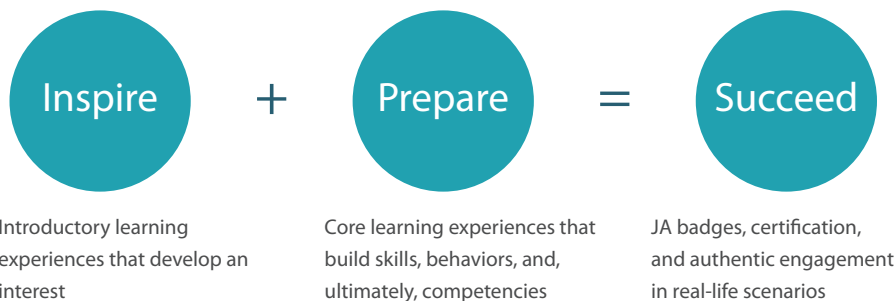 Inspire
+
Prepare
=
Succeed
Introductory learning
experiences that develop an
interest
Core learning experiences that
build skills, behaviors, and,
ultimately, competencies
JA badges, certification,
and authentic engagement
in real-life scenarios